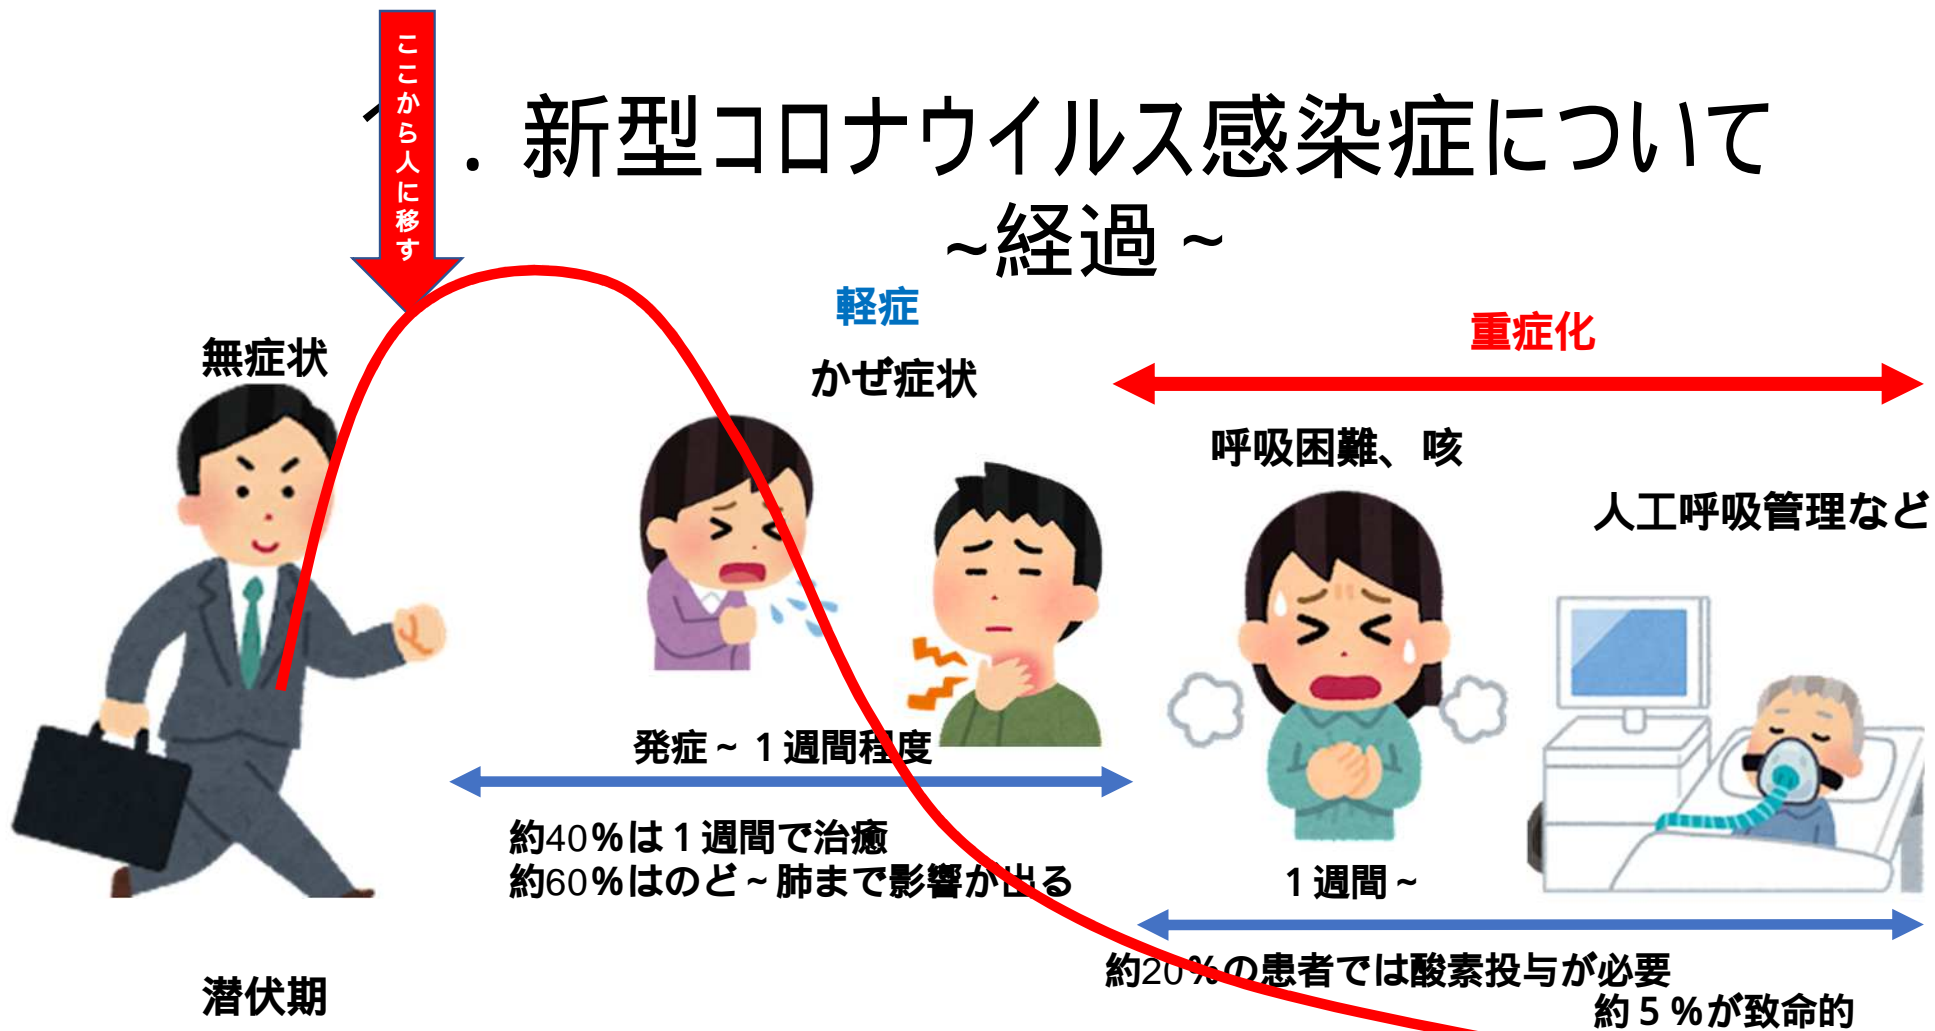 ここから人に移す
. 新型コロナウイルス感染症について
~経過~
無症状
軽症
かぜ症状
重症化
呼吸困難、咳
人工呼吸管理など
発症~1週間程度
約40%は1週間で治癒
約60%はのど~肺まで影響が出る
1週間~
約20%の患者では酸素投与が必要
約5%が致命的
潜伏期